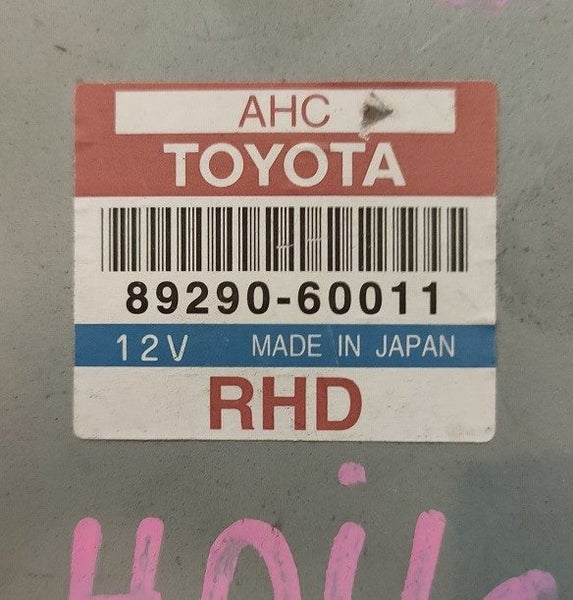 AHC
TOYOTA
89290-60011
12V MADE IN JAPAN
RHD